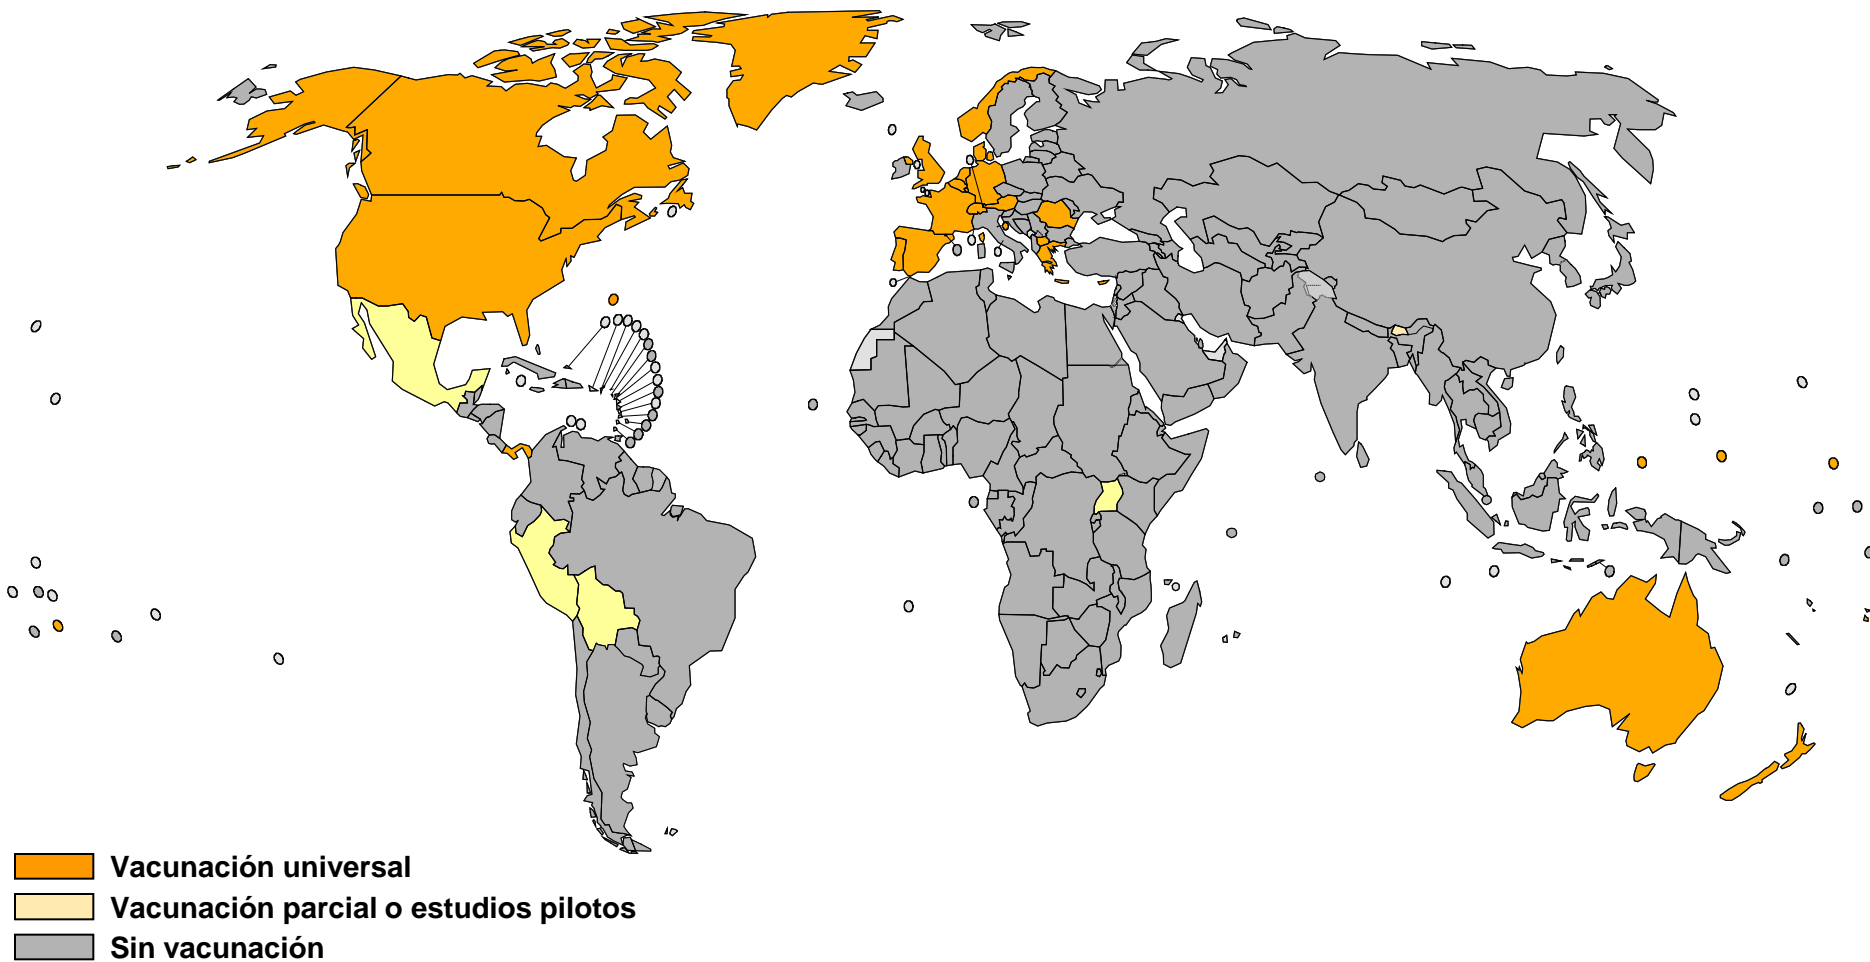 Vacunación universal
Vacunación parcial o estudios pilotos
Sin vacunación